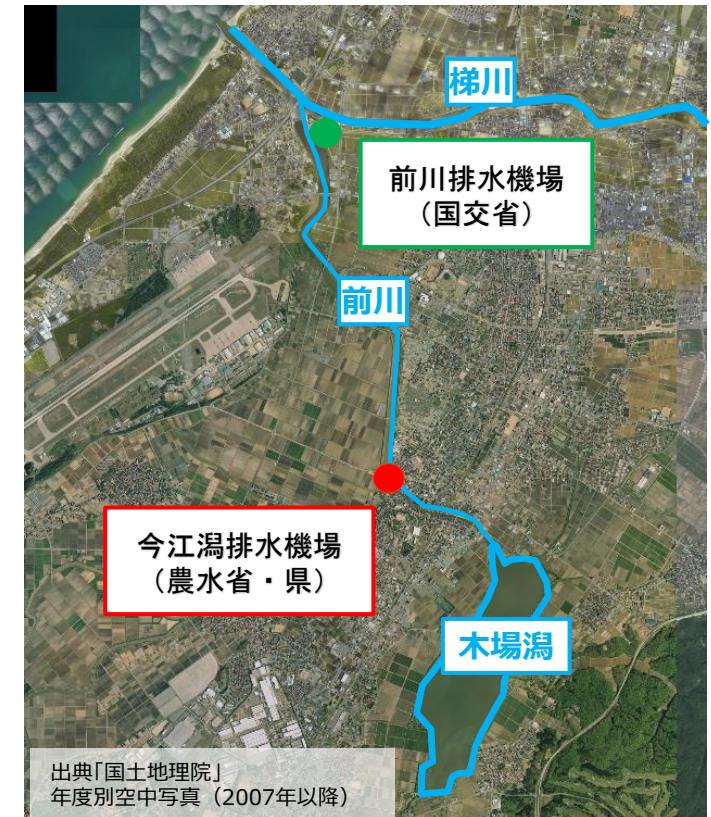 梯川
前川排水機場
（国交省）
前川
今江潟排水機場
（農水省・県）
木場潟
出典｢国土地理院｣
年度別空中写真（2007年以降）